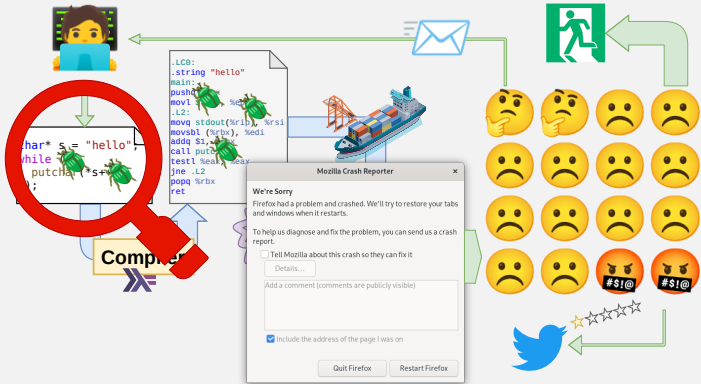 .LC0:
.string "hello"
main:
movl
.L2:
movq stdout(%rip), %rsi
movsbl (%rbx), %edi
addq $1,
call
testl %eax,
jne .L2
popq %rbx
ret
char* s = "hello";
while
putchar(*s++
);
Compiler
Mozilla Crash Reporter
×
We're Sorry
Firefox had a problem and crashed. We'll try to restore your tabs
and windows when it restarts.
To help us diagnose and fix the problem, you can send us a crash
report.
Tell Mozilla about this crash so they can fix it
Details...
Add a comment (comments are publicly visible)
Include the address of the page I was on
Quit Firefox
Restart Firefox
#$!@
#$!@